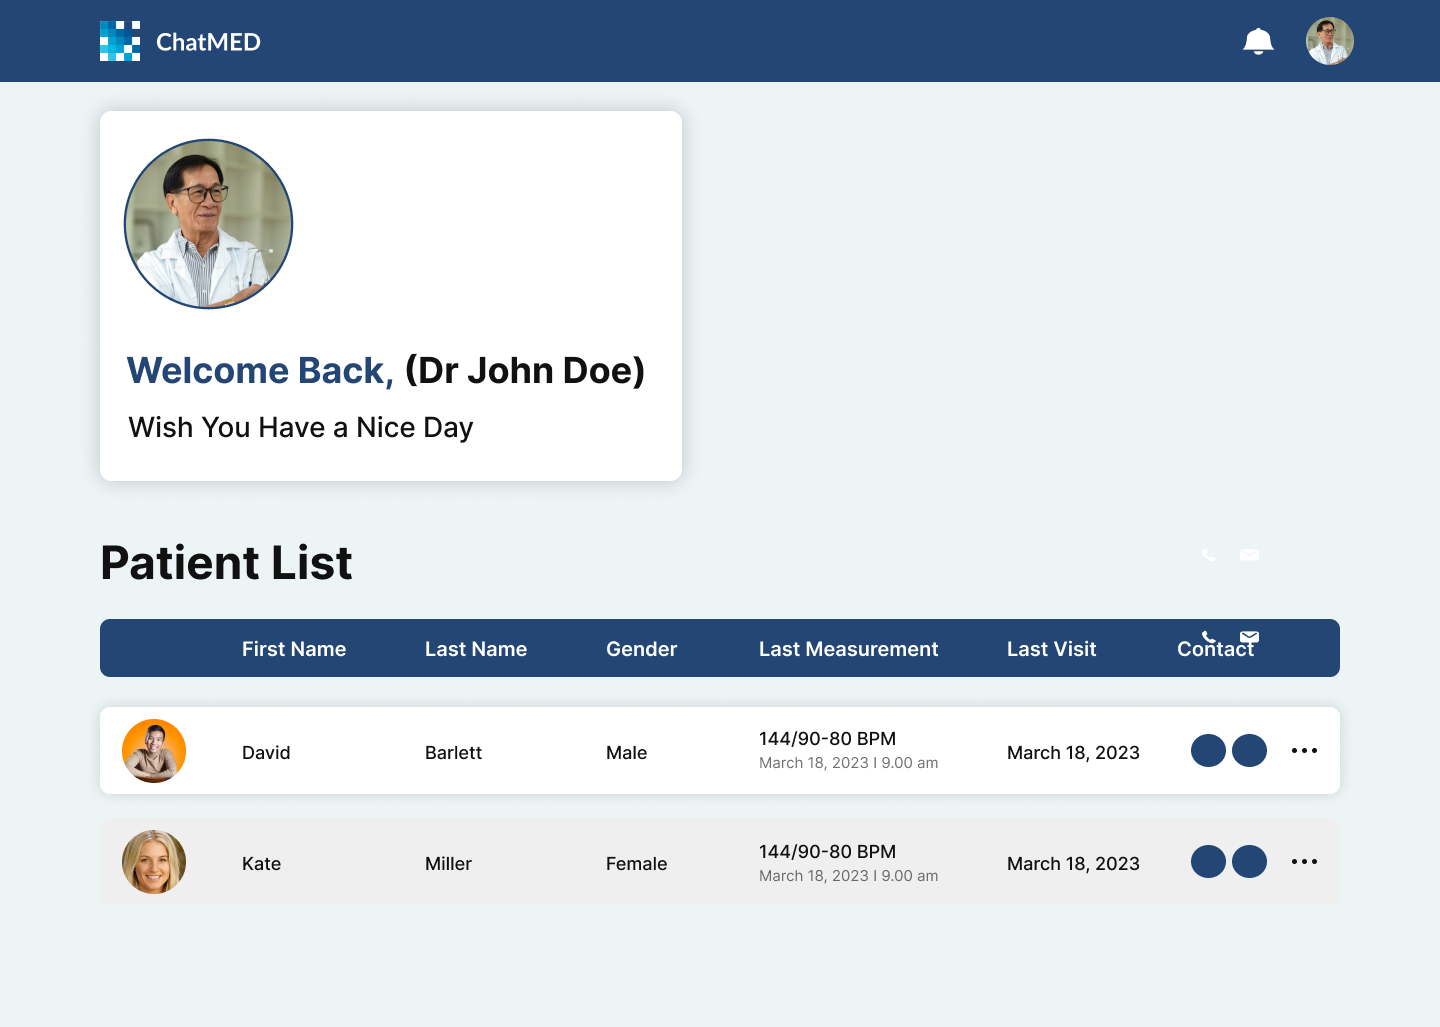 ChatMED
Welcome Back, (Dr John Doe)
Wish You Have a Nice Day
Patient List
First Name Last Name Gender Last Measurement Last Visit Contact
David Barlett Male 144/90-80 BPM March 18, 2023
March 18, 2023 I 9.00 am
Kate Miller Female 144/90-80 BPM March 18, 2023
March 18, 2023 I 9.00 am